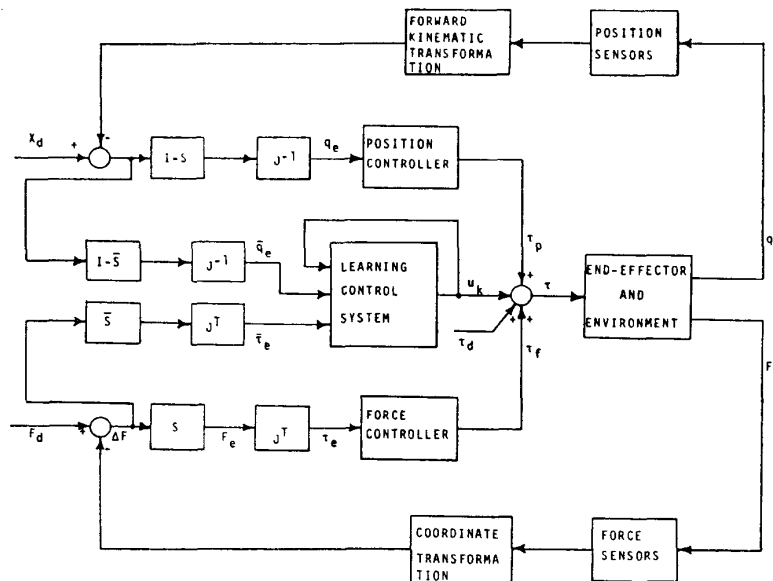 FORWARD
KINEMATIC
TRANSFORMA
TION
POSITION
SENSORS
X_d
+
-
I-S
J^-1
q_e
POSITION
CONTROLLER
τ_p
q
I-S̅
J^-1
q̅_e
LEARNING
CONTROL
SYSTEM
u_k
+
τ
END-EFFECTOR
AND
ENVIRONMENT
S̅
J^T
τ̅_e
τ_d
+
+
τ_f
F
F_d
+
-
ΔF
S
F_e
J^T
τ_e
FORCE
CONTROLLER
COORDINATE
TRANSFORMA
TION
FORCE
SENSORS